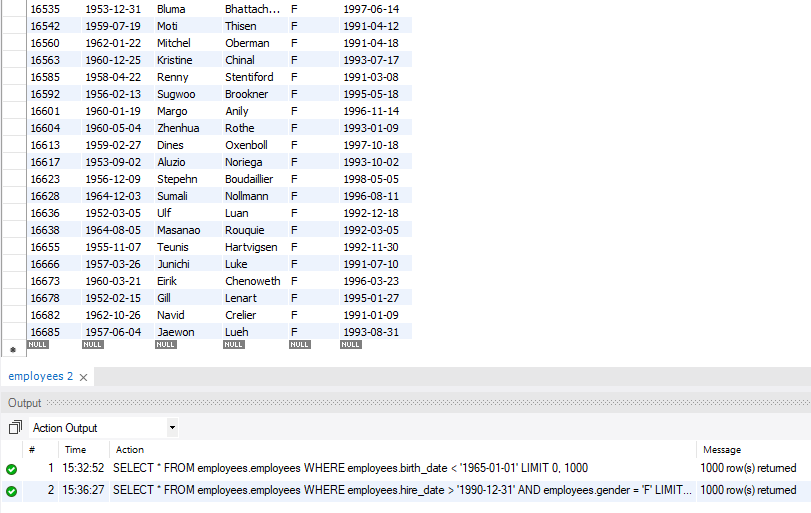 16535 1953-12-31 Bluma Bhattach... F 1997-06-14
16542 1959-07-19 Moti Thisen F 1991-04-12
16560 1962-01-22 Mitchel Oberman F 1991-04-18
16563 1960-12-25 Kristine Chinal F 1993-07-17
16585 1958-04-22 Renny Stentiford F 1991-03-08
16592 1956-02-13 Sugwoo Brookner F 1995-05-18
16601 1960-01-19 Margo Anily F 1996-11-14
16604 1960-05-04 Zhenhua Rothe F 1993-01-09
16613 1959-02-27 Dines Oxenboll F 1997-10-18
16617 1953-09-02 Aluzio Noriega F 1993-10-02
16623 1956-12-09 Stepehn Boudaillier F 1998-05-05
16628 1964-12-03 Sumali Nollmann F 1996-08-11
16636 1952-03-05 Ulf Luan F 1992-12-18
16638 1964-08-05 Masanao Rouquie F 1992-03-05
16655 1955-11-07 Teunis Hartvigsen F 1992-11-30
16666 1957-03-26 Junichi Luke F 1991-07-10
16673 1960-03-21 Eirik Chenoweth F 1996-03-23
16678 1952-02-15 Gill Lenart F 1995-01-27
16682 1962-10-26 Navid Crelier F 1991-01-09
16685 1957-06-04 Jaewon Lueh F 1993-08-31
NULL NULL NULL NULL NULL NULL
employees 2
Output
Action Output
# Time Action Message
1 15:32:52 SELECT * FROM employees.employees WHERE employees.birth_date < '1965-01-01' LIMIT 0, 1000 1000 row(s) returned
2 15:36:27 SELECT * FROM employees.employees WHERE employees.hire_date > '1990-12-31' AND employees.gender = 'F' LIMIT... 1000 row(s) returned